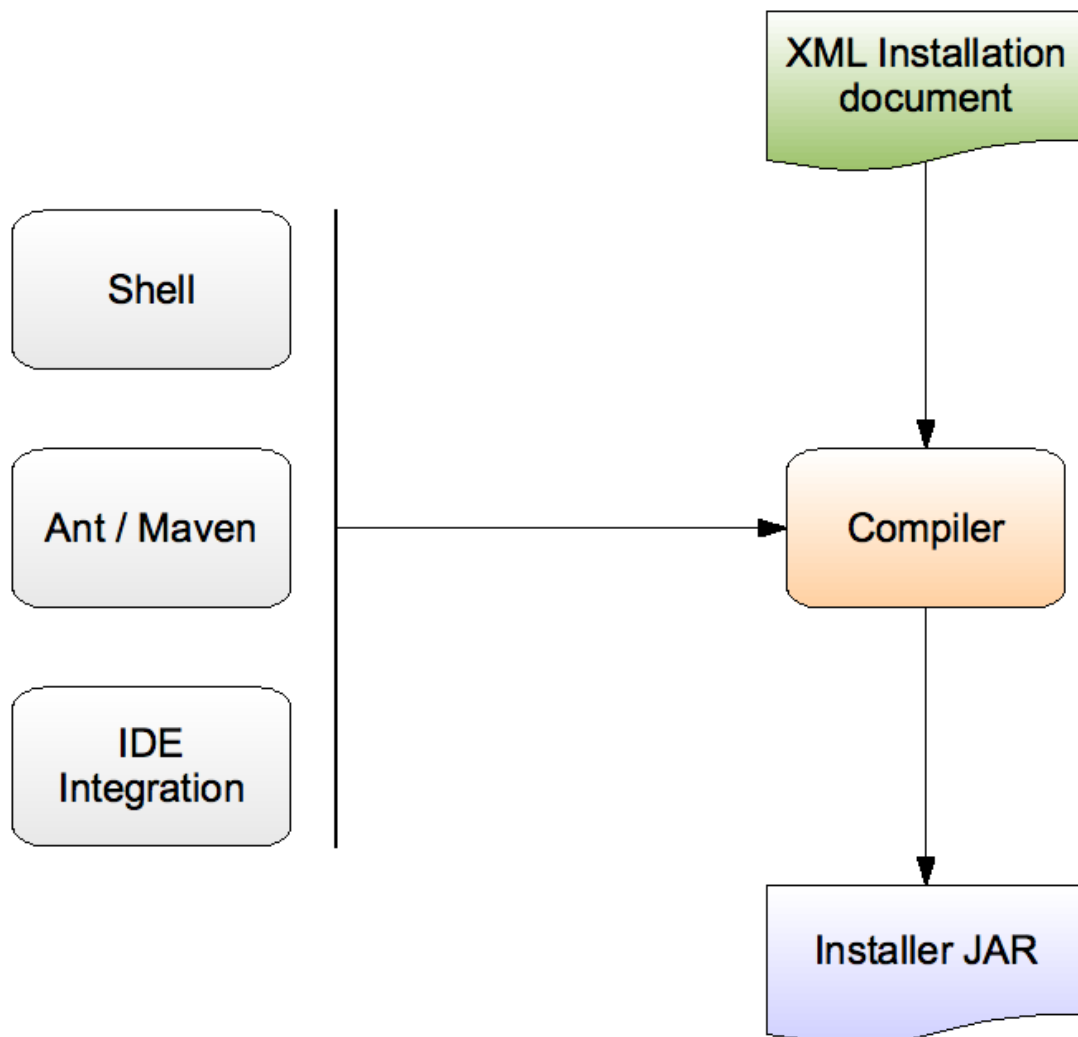 XML Installation
document
Shell
Ant / Maven
Compiler
IDE
Integration
Installer JAR